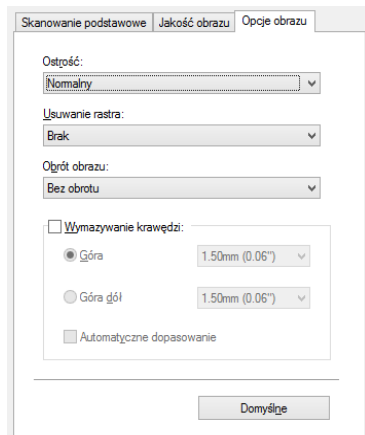 Skanowanie podstawowe Jakość obrazu Opcje obrazu
Ostrość:
Normalny
Usuwanie rastra:
Brak
Obrót obrazu:
Bez obrotu
Wymazywanie krawędzi:
Góra 1.50mm (0.06")
Góra dół 1.50mm (0.06")
Automatyczne dopasowanie
Domyślne